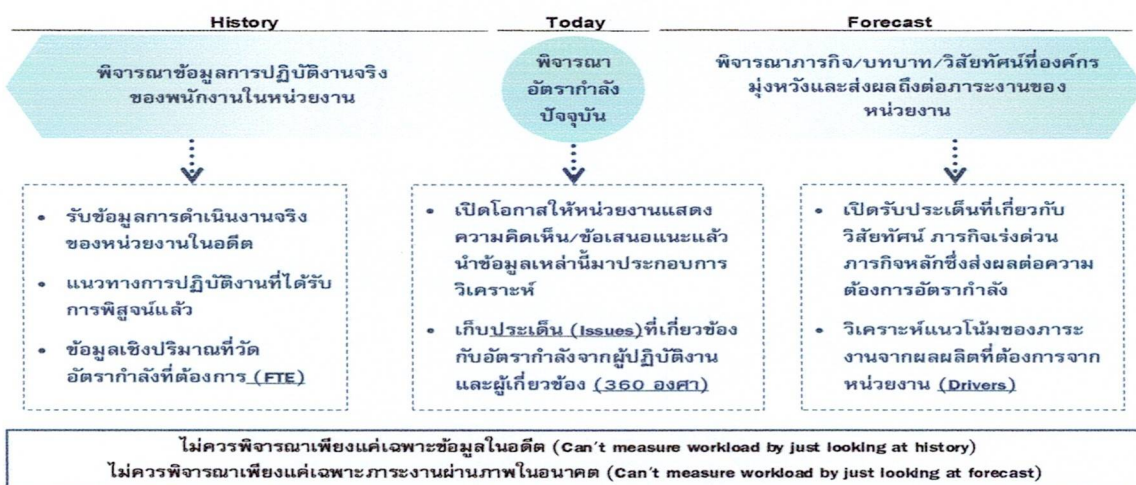 History
Today
Forecast
พิจารณาข้อมูลการปฏิบัติงานจริง
ของพนักงานในหน่วยงาน
พิจารณา
อัตรากำลัง
ปัจจุบัน
พิจารณาภารกิจ/บทบาท/วิสัยทัศน์ที่องค์กร
มุ่งหวังและส่งผลถึงต่อภาระงานของ
หน่วยงาน
• รับข้อมูลการดำเนินงานจริง
ของหน่วยงานในอดีต
• แนวทางการปฏิบัติงานที่ได้รับ
การพิสูจน์แล้ว
• ข้อมูลเชิงปริมาณที่วัด
อัตรากำลังที่ต้องการ (FTE)
• เปิดโอกาสให้หน่วยงานแสดง
ความคิดเห็น/ข้อเสนอแนะแล้ว
นำข้อมูลเหล่านี้มาประกอบการ
วิเคราะห์
• เก็บประเด็น (Issues)ที่เกี่ยวข้อง
กับอัตรากำลังจากผู้ปฏิบัติงาน
และผู้เกี่ยวข้อง (360 องศา)
• เปิดรับประเด็นที่เกี่ยวกับ
วิสัยทัศน์ ภารกิจเร่งด่วน
ภารกิจหลักซึ่งส่งผลต่อความ
ต้องการอัตรากำลัง
• วิเคราะห์แนวโน้มของภาระ
งานจากผลผลิตที่ต้องการจาก
หน่วยงาน (Drivers)
ไม่ควรพิจารณาเพียงแค่เฉพาะข้อมูลในอดีต (Can't measure workload by just looking at history)
ไม่ควรพิจารณาเพียงแค่เฉพาะภาระงานผ่านภาพในอนาคต (Can't measure workload by just looking at forecast)